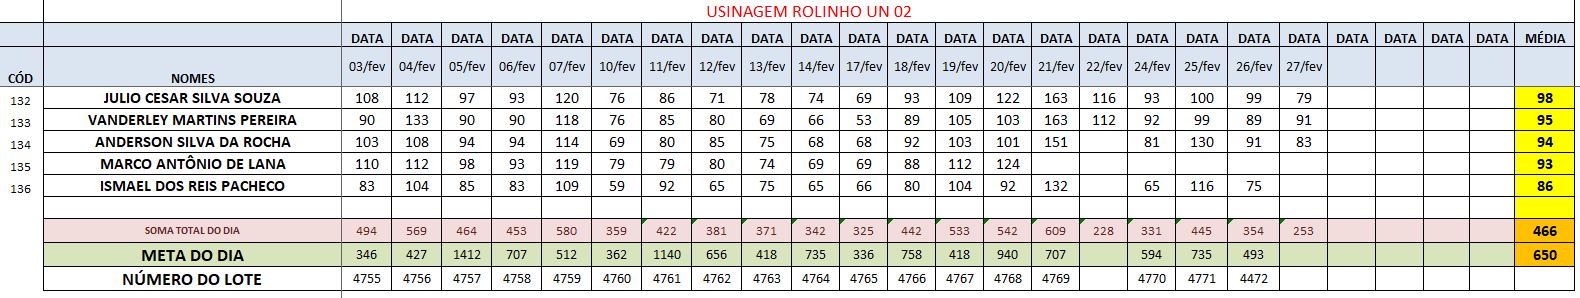 USINAGEM ROLINHO UN 02
DATA DATA DATA DATA DATA DATA DATA DATA DATA DATA DATA DATA DATA DATA DATA DATA DATA DATA DATA DATA DATA DATA DATA DATA MÉDIA
CÓD NOMES 03/fev 04/fev 05/fev 06/fev 07/fev 10/fev 11/fev 12/fev 13/fev 14/fev 17/fev 18/fev 19/fev 20/fev 21/fev 22/fev 24/fev 25/fev 26/fev 27/fev
132 JULIO CESAR SILVA SOUZA 108 112 97 93 120 76 86 71 78 74 69 93 109 122 163 116 93 100 99 79 98
133 VANDERLEY MARTINS PEREIRA 90 133 90 90 118 76 85 80 69 66 53 89 105 103 163 112 92 99 89 91 95
134 ANDERSON SILVA DA ROCHA 103 108 94 94 114 69 80 85 75 68 68 92 103 101 151 81 130 91 83 94
135 MARCO ANTÔNIO DE LANA 110 112 98 93 119 79 79 80 74 69 69 88 112 124 93
136 ISMAEL DOS REIS PACHECO 83 104 85 83 109 59 92 65 75 65 66 80 104 92 132 65 116 75 86
SOMA TOTAL DO DIA 494 569 464 453 580 359 422 381 371 342 325 442 533 542 609 228 331 445 354 253 466
META DO DIA 346 427 1412 707 512 362 1140 656 418 735 336 758 418 940 707 594 735 493 650
NÚMERO DO LOTE 4755 4756 4757 4758 4759 4760 4761 4762 4763 4764 4765 4766 4767 4768 4769 4770 4771 4472